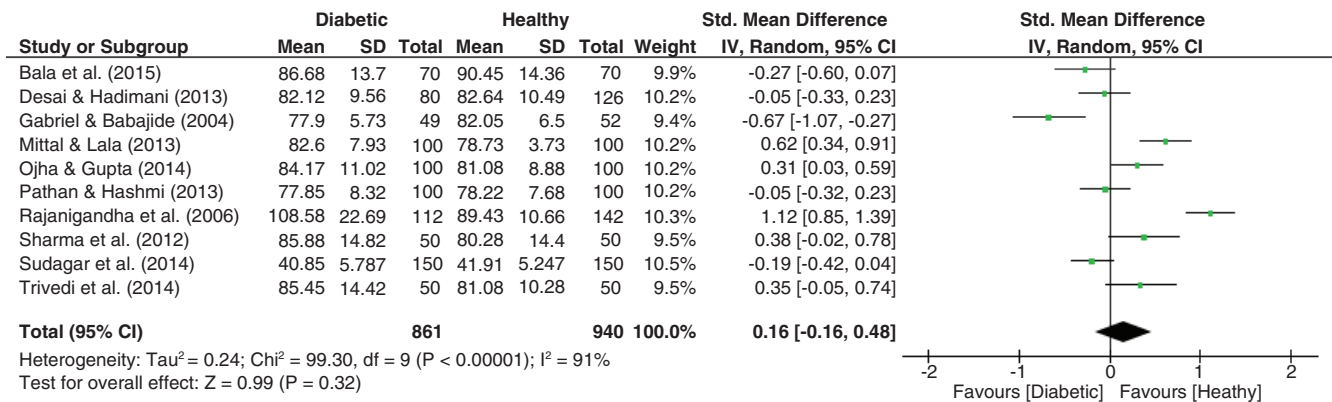 Diabetic Healthy Std. Mean Difference Std. Mean Difference
Study or Subgroup Mean SD Total Mean SD Total Weight IV, Random, 95% CI IV, Random, 95% CI
Bala et al. (2015) 86.68 13.7 70 90.45 14.36 70 9.9% -0.27 [-0.60, 0.07]
Desai & Hadimani (2013) 82.12 9.56 80 82.64 10.49 126 10.2% -0.05 [-0.33, 0.23]
Gabriel & Babajide (2004) 77.9 5.73 49 82.05 6.5 52 9.4% -0.67 [-1.07, -0.27]
Mittal & Lala (2013) 82.6 7.93 100 78.73 3.73 100 10.2% 0.62 [0.34, 0.91]
Ojha & Gupta (2014) 84.17 11.02 100 81.08 8.88 100 10.2% 0.31 [0.03, 0.59]
Pathan & Hashmi (2013) 77.85 8.32 100 78.22 7.68 100 10.2% -0.05 [-0.32, 0.23]
Rajanigandha et al. (2006) 108.58 22.69 112 89.43 10.66 142 10.3% 1.12 [0.85, 1.39]
Sharma et al. (2012) 85.88 14.82 50 80.28 14.4 50 9.5% 0.38 [-0.02, 0.78]
Sudagar et al. (2014) 40.85 5.787 150 41.91 5.247 150 10.5% -0.19 [-0.42, 0.04]
Trivedi et al. (2014) 85.45 14.42 50 81.08 10.28 50 9.5% 0.35 [-0.05, 0.74]
Total (95% CI) 861 940 100.0% 0.16 [-0.16, 0.48]
Heterogeneity: Tau² = 0.24; Chi² = 99.30, df = 9 (P < 0.00001); I² = 91%
Test for overall effect: Z = 0.99 (P = 0.32)
-2 -1 0 1 2
Favours [Diabetic] Favours [Heathy]